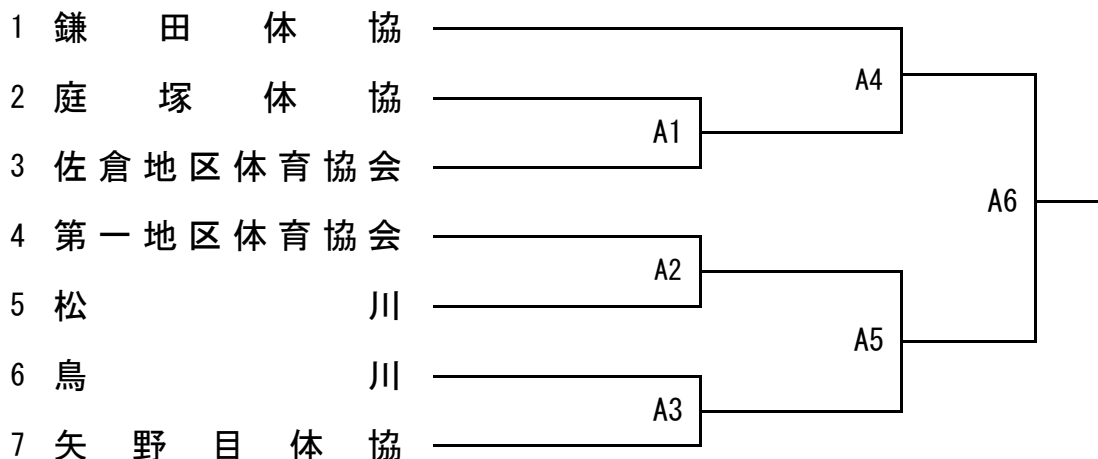 1 鎌田体協
A4
2 庭塚体協
A1
3 佐倉地区体育協会
A6
4 第一地区体育協会
A2
5 松川
A5
6 鳥川
A3
7 矢野目体協